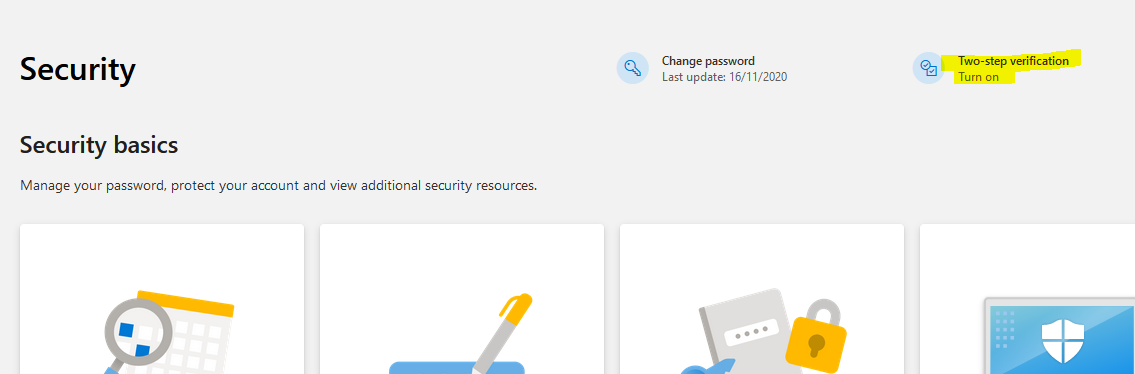 Security
Change password
Last update: 16/11/2020
Two-step verification
Turn on
Security basics
Manage your password, protect your account and view additional security resources.